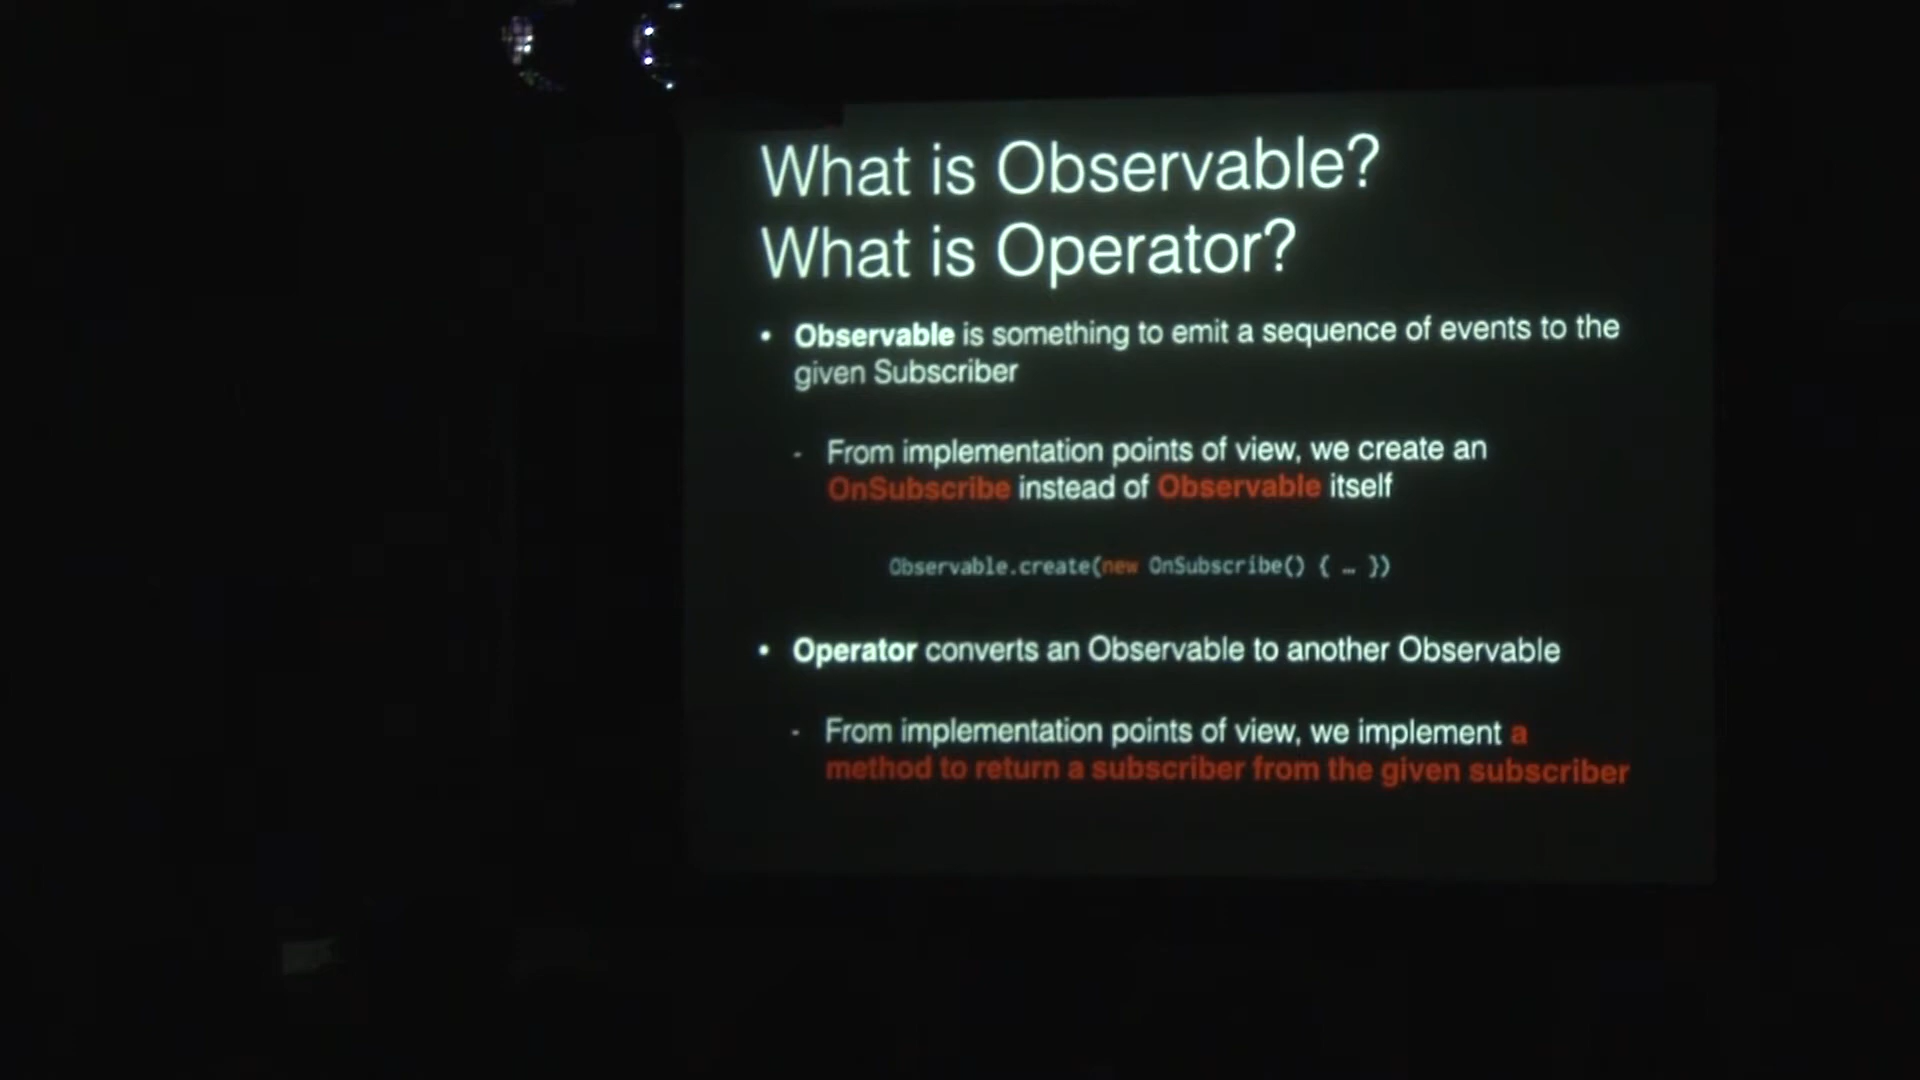 What is Observable?
What is Operator?
• Observable is something to emit a sequence of events to the
given Subscriber
- From implementation points of view, we create an
OnSubscribe instead of Observable itself
Observable.create(new OnSubscribe() { … })
• Operator converts an Observable to another Observable
- From implementation points of view, we implement a
method to return a subscriber from the given subscriber